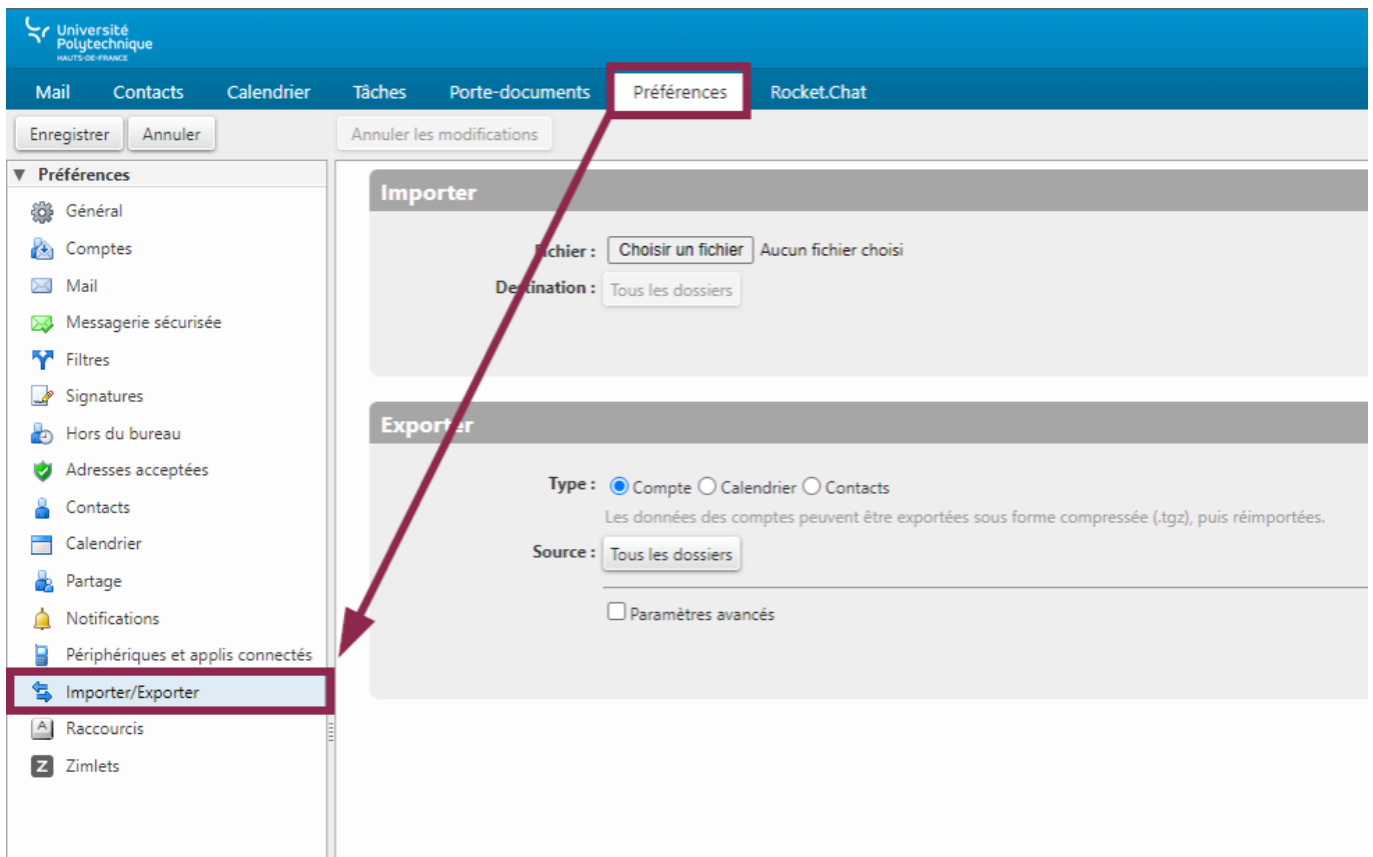 Université
Polytechnique
HAUTS-DE-FRANCE
Mail Contacts Calendrier Tâches Porte-documents Préférences Rocket.Chat
Enregistrer Annuler Annuler les modifications
Préférences
Général
Comptes
Mail
Messagerie sécurisée
Filtres
Signatures
Hors du bureau
Adresses acceptées
Contacts
Calendrier
Partage
Notifications
Périphériques et applis connectés
Importer/Exporter
Raccourcis
Zimlets
Importer
Fichier : Choisir un fichier Aucun fichier choisi
Destination : Tous les dossiers
Exporter
Type : Compte Calendrier Contacts
Les données des comptes peuvent être exportées sous forme compressée (.tgz), puis réimportées.
Source : Tous les dossiers
Paramètres avancés